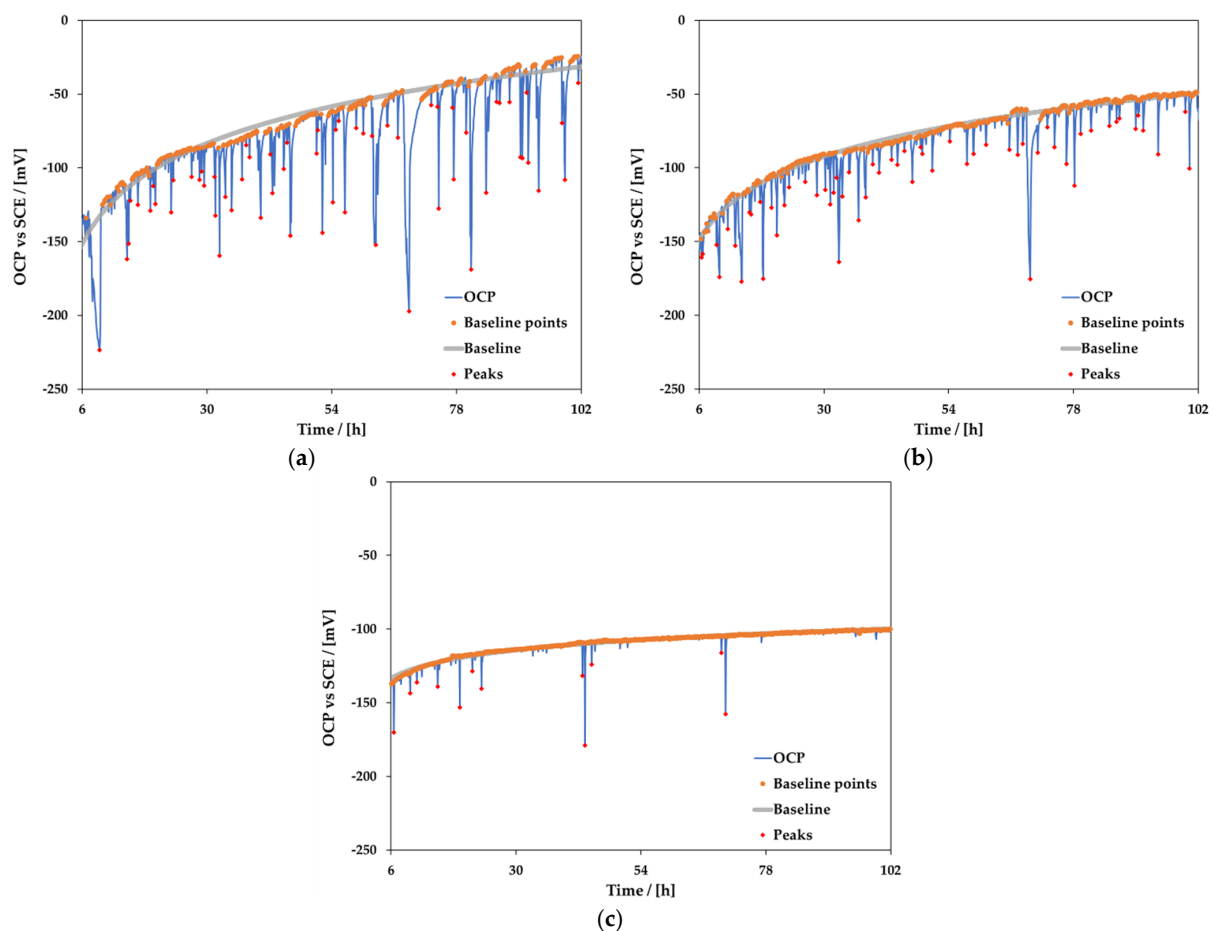 0
-50
-100
-150
-200
-250
OCP vs SCE / [mV]
OCP
Baseline points
Baseline
Peaks
6 30 54 78 102
Time / [h]
(a)
0
-50
-100
-150
-200
-250
OCP vs SCE / [mV]
OCP
Baseline points
Baseline
Peaks
6 30 54 78 102
Time / [h]
(b)
0
-50
-100
-150
-200
-250
OCP vs SCE / [mV]
OCP
Baseline points
Baseline
Peaks
6 30 54 78 102
Time / [h]
(c)